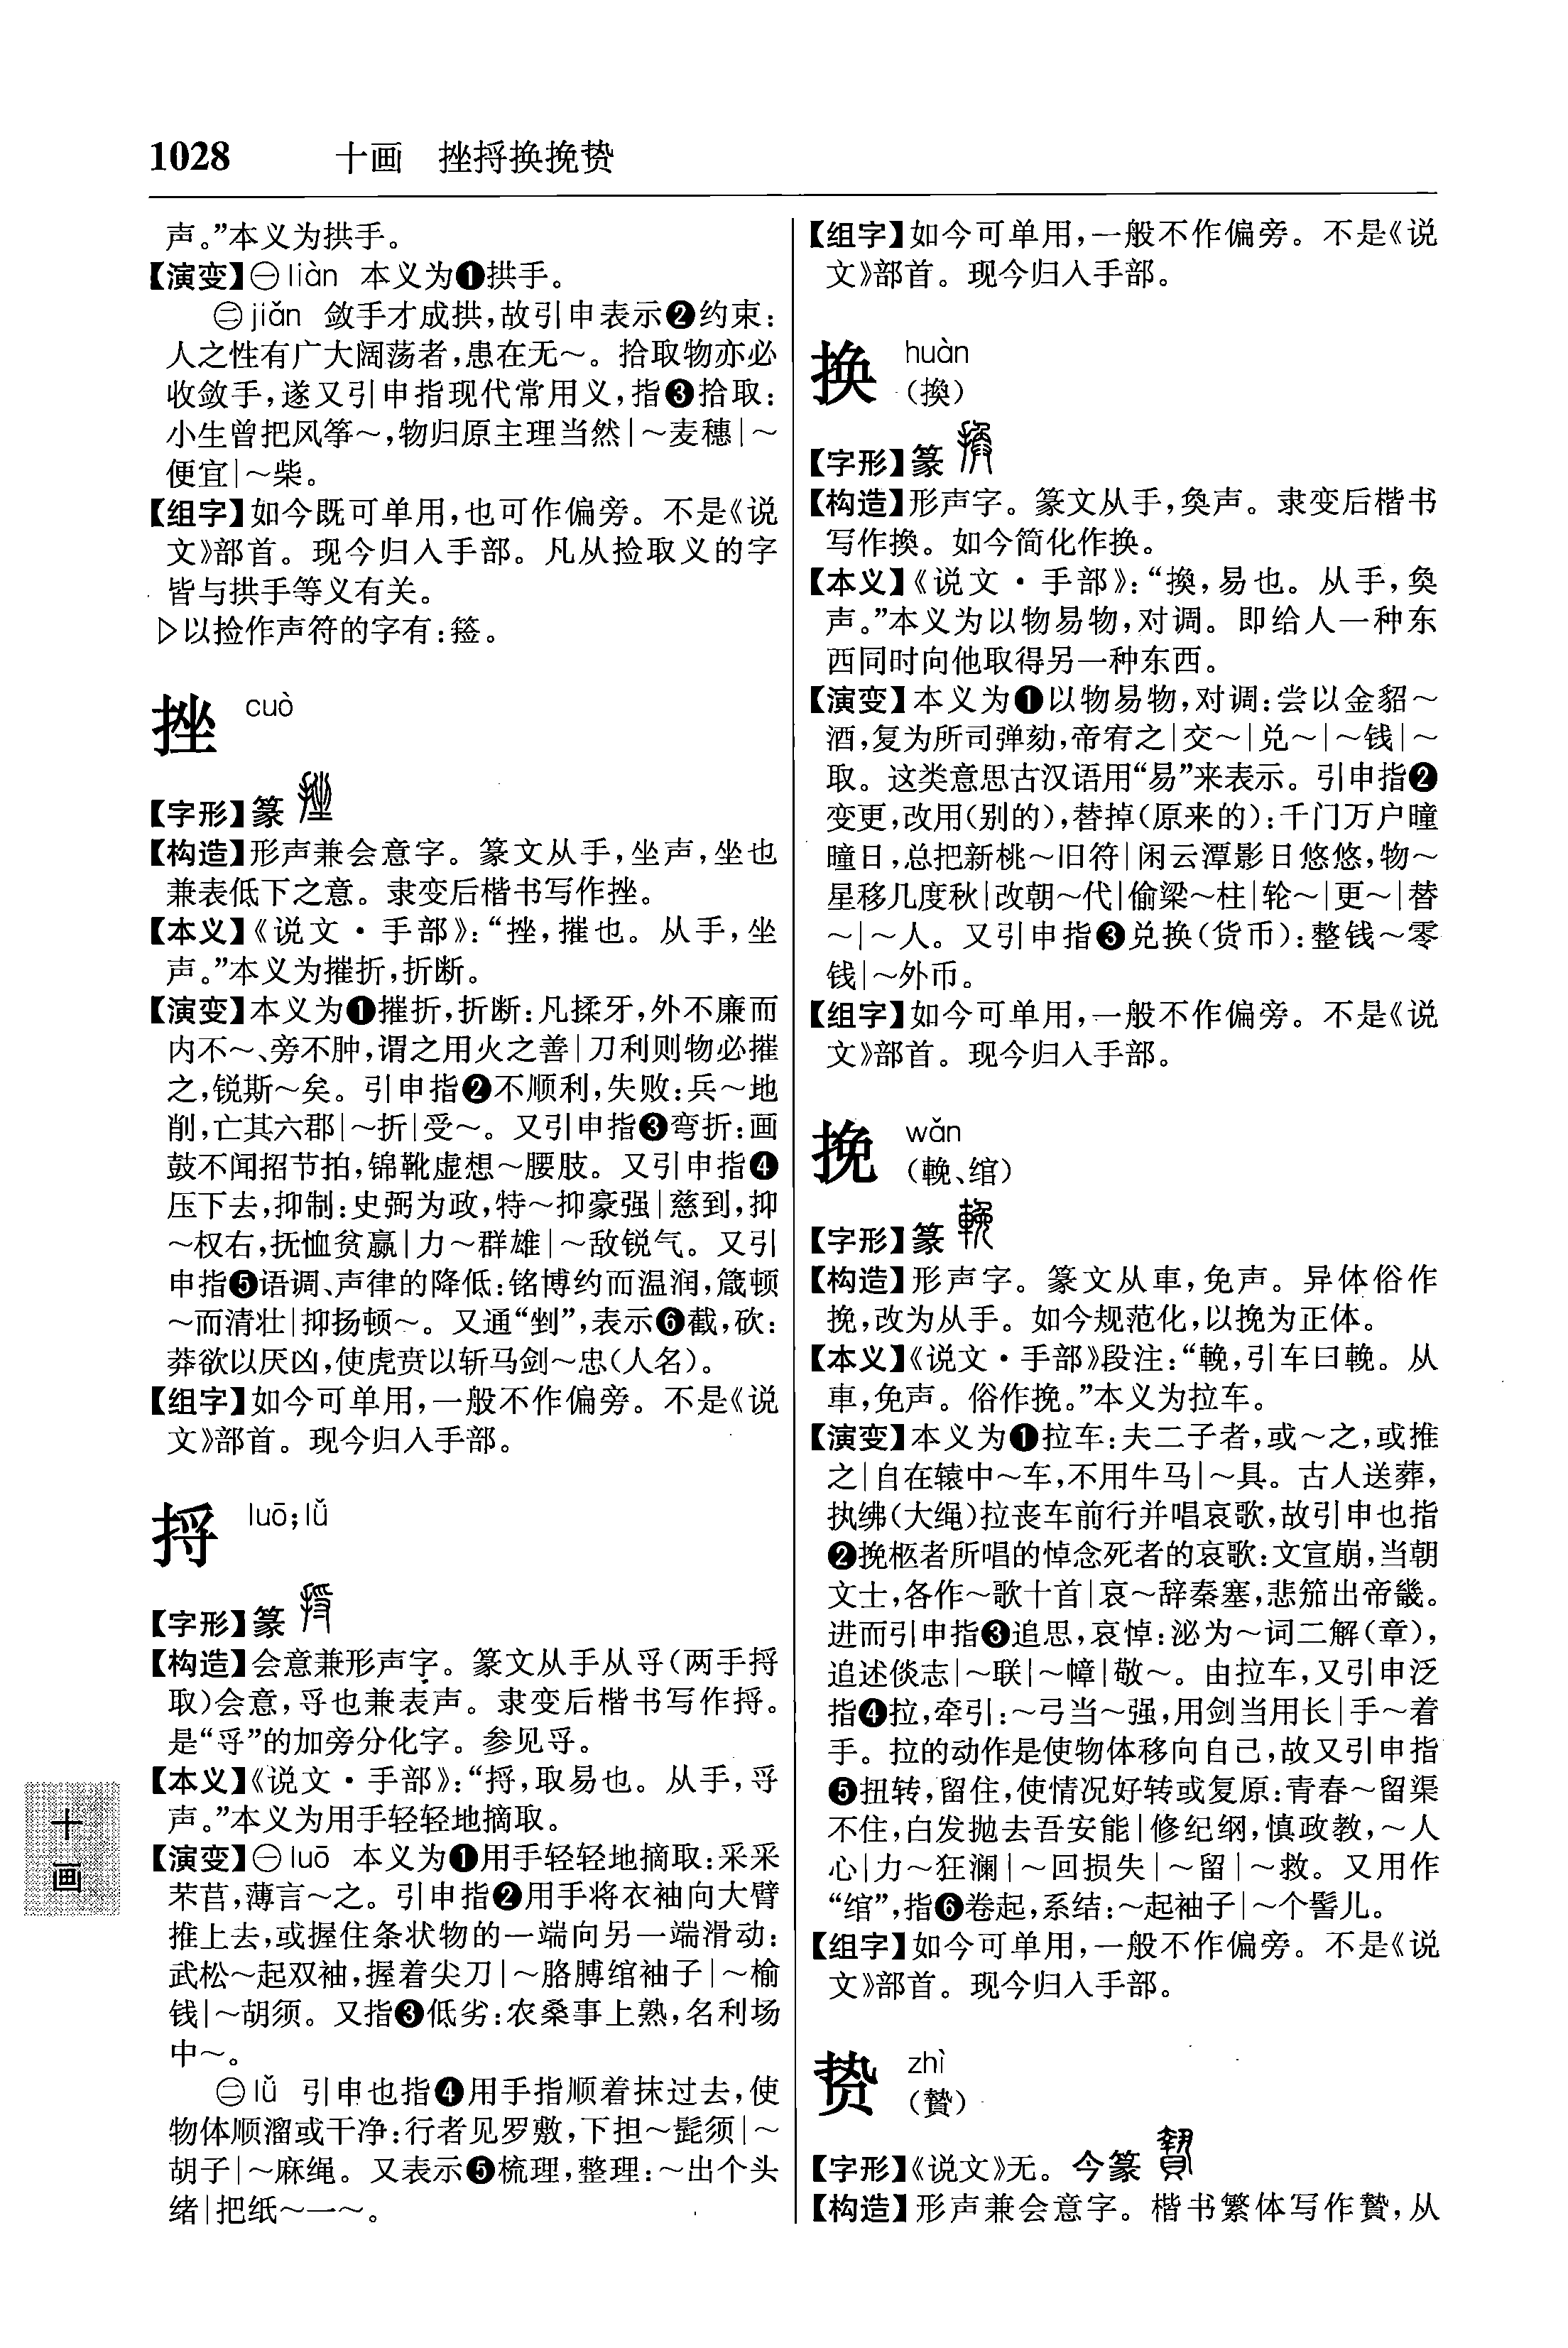 1028 十画 挫捋换挽贽
声。”本义为拱手。
【演变】㊀liàn 本义为❶拱手。
㊁jiǎn 敛手才成拱，故引申表示❷约束：
人之性有广大阔荡者，患在无～。拾取物亦必
收敛手，遂又引申指现代常用义，指❸拾取：
小生曾把风筝～，物归原主理当然|～麦穗|～
便宜|～柴。
【组字】如今既可单用，也可作偏旁。不是《说
文》部首。现今归入手部。凡从捡取义的字
皆与拱手等义有关。
▷以捡作声符的字有：签。
挫 cuò
【字形】篆
【构造】形声兼会意字。篆文从手，坐声，坐也
兼表低下之意。隶变后楷书写作挫。
【本义】《说文·手部》：“挫，摧也。从手，坐
声。”本义为摧折，折断。
【演变】本义为❶摧折，折断：凡揉牙，外不廉而
内不～、旁不肿，谓之用火之善|刀利则物必摧
之，锐斯～矣。引申指❷不顺利，失败：兵～地
削，亡其六郡|～折|受～。又引申指❸弯折：画
鼓不闻招节拍，锦靴虚想～腰肢。又引申指❹
压下去，抑制：史弼为政，特～抑豪强|慈到，抑
～权右，抚恤贫羸|力～群雄|～敌锐气。又引
申指❺语调、声律的降低：铭博约而温润，箴顿
～而清壮|抑扬顿～。又通“剉”，表示❻截，砍：
莽欲以厌凶，使虎贲以斩马剑～忠（人名）。
【组字】如今可单用，一般不作偏旁。不是《说
文》部首。现今归入手部。
捋 luō；lǚ
【字形】篆
【构造】会意兼形声字。篆文从手从寽（两手捋
取）会意，寽也兼表声。隶变后楷书写作捋。
是“寽”的加旁分化字。参见寽。
【本义】《说文·手部》：“捋，取易也。从手，寽
声。”本义为用手轻轻地摘取。
【演变】㊀luō 本义为❶用手轻轻地摘取：采采
芣苢，薄言～之。引申指❷用手将衣袖向大臂
推上去，或握住条状物的一端向另一端滑动：
武松～起双袖，握着尖刀|～胳膊绾袖子|～榆
钱|～胡须。又指❸低劣：农桑事上熟，名利场
中～。
㊁lǚ 引申也指❹用手指顺着抹过去，使
物体顺溜或干净：行者见罗敷，下担～髭须|～
胡子|～麻绳。又表示❺梳理，整理：～出个头
绪|把纸～一～。
十画
【组字】如今可单用，一般不作偏旁。不是《说
文》部首。现今归入手部。
换 huàn
（換）
【字形】篆
【构造】形声字。篆文从手，奐声。隶变后楷书
写作換。如今简化作换。
【本义】《说文·手部》：“換，易也。从手，奐
声。”本义为以物易物，对调。即给人一种东
西同时向他取得另一种东西。
【演变】本义为❶以物易物，对调：尝以金貂～
酒，复为所司弹劾，帝宥之|交～|兑～|～钱|～
取。这类意思古汉语用“易”来表示。引申指❷
变更，改用（别的），替掉（原来的）：千门万户曈
曈日，总把新桃～旧符|闲云潭影日悠悠，物～
星移几度秋|改朝～代|偷梁～柱|轮～|更～|替
～|～人。又引申指❸兑换（货币）：整钱～零
钱|～外币。
【组字】如今可单用，一般不作偏旁。不是《说
文》部首。现今归入手部。
挽 wǎn
（輓、绾）
【字形】篆
【构造】形声字。篆文从車，免声。异体俗作
挽，改为从手。如今规范化，以挽为正体。
【本义】《说文·手部》段注：“輓，引车曰輓。从
車，免声。俗作挽。”本义为拉车。
【演变】本义为❶拉车：夫二子者，或～之，或推
之|自在辕中～车，不用牛马|～具。古人送葬，
执绋（大绳）拉丧车前行并唱哀歌，故引申也指
❷挽柩者所唱的悼念死者的哀歌：文宣崩，当朝
文士，各作～歌十首|哀～辞秦塞，悲笳出帝畿。
进而引申指❸追思，哀悼：泌为～词二解（章），
追述倓志|～联|～幛|敬～。由拉车，又引申泛
指❹拉，牵引：～弓当～强，用剑当用长|手～着
手。拉的动作是使物体移向自己，故又引申指
❺扭转，留住，使情况好转或复原：青春～留渠
不住，白发抛去吾安能|修纪纲，慎政教，～人
心|力～狂澜|～回损失|～留|～救。又用作
“绾”，指❻卷起，系结：～起袖子|～个髻儿。
【组字】如今可单用，一般不作偏旁。不是《说
文》部首。现今归入手部。
贽 zhì
（贄）
【字形】《说文》无。今篆
【构造】形声兼会意字。楷书繁体写作贄，从